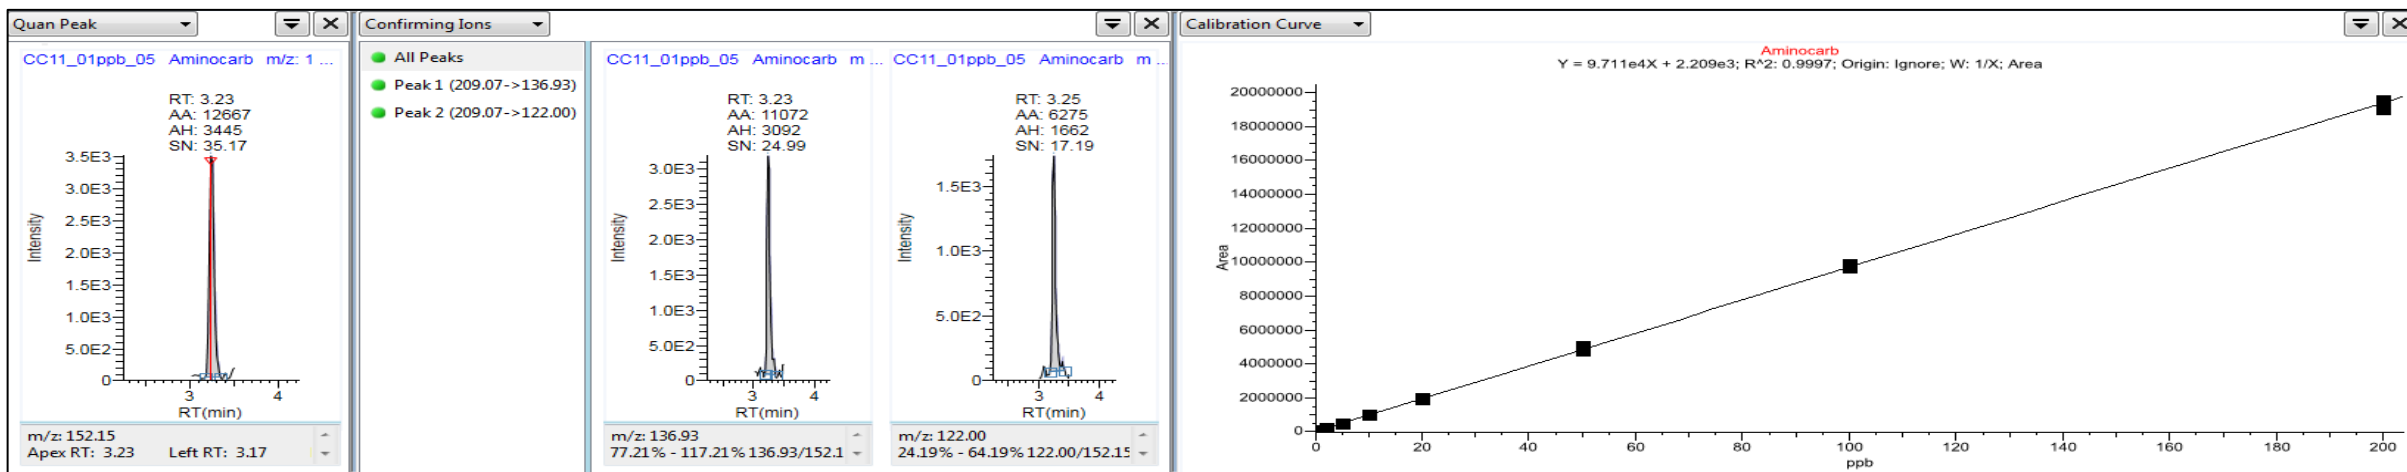 Quan Peak
CC11_01ppb_05 Aminocarb m/z: 1 ...
RT: 3.23
AA: 12667
AH: 3445
SN: 35.17
3.5E3
3.0E3
2.5E3
2.0E3
1.5E3
1.0E3
5.0E2
0
Intensity
3 4
RT(min)
m/z: 152.15
Apex RT: 3.23 Left RT: 3.17
Confirming Ions
All Peaks
Peak 1 (209.07->136.93)
Peak 2 (209.07->122.00)
CC11_01ppb_05 Aminocarb m ...
RT: 3.23
AA: 11072
AH: 3092
SN: 24.99
3.0E3
2.5E3
2.0E3
1.5E3
1.0E3
5.0E2
0
Intensity
3 4
RT(min)
m/z: 136.93
77.21% - 117.21% 136.93/152.1
CC11_01ppb_05 Aminocarb m ...
RT: 3.25
AA: 6275
AH: 1662
SN: 17.19
1.5E3
1.0E3
5.0E2
0
Intensity
3 4
RT(min)
m/z: 122.00
24.19% - 64.19% 122.00/152.15
Calibration Curve
Aminocarb
Y = 9.711e4X + 2.209e3; R^2: 0.9997; Origin: Ignore; W: 1/X; Area
20000000
18000000
16000000
14000000
12000000
10000000
8000000
6000000
4000000
2000000
0
Area
0 20 40 60 80 100 120 140 160 180 200
ppb